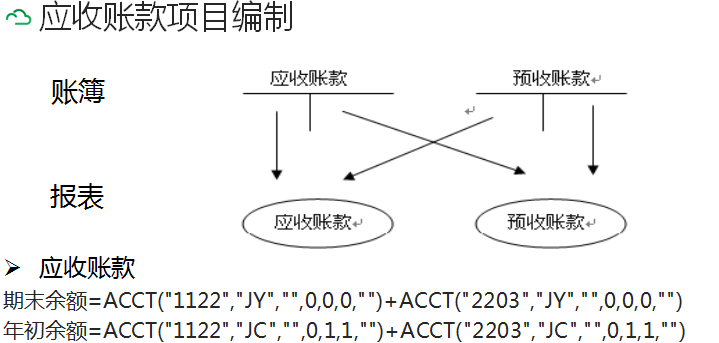 应收账款项目编制
账簿
应收账款
预收账款
报表
应收账款
预收账款
➢ 应收账款
期末余额=ACCT("1122","JY","",0,0,0,"")+ACCT("2203","JY","",0,0,0,"")
年初余额=ACCT("1122","JC","",0,1,1,"")+ACCT("2203","JC","",0,1,1,"")